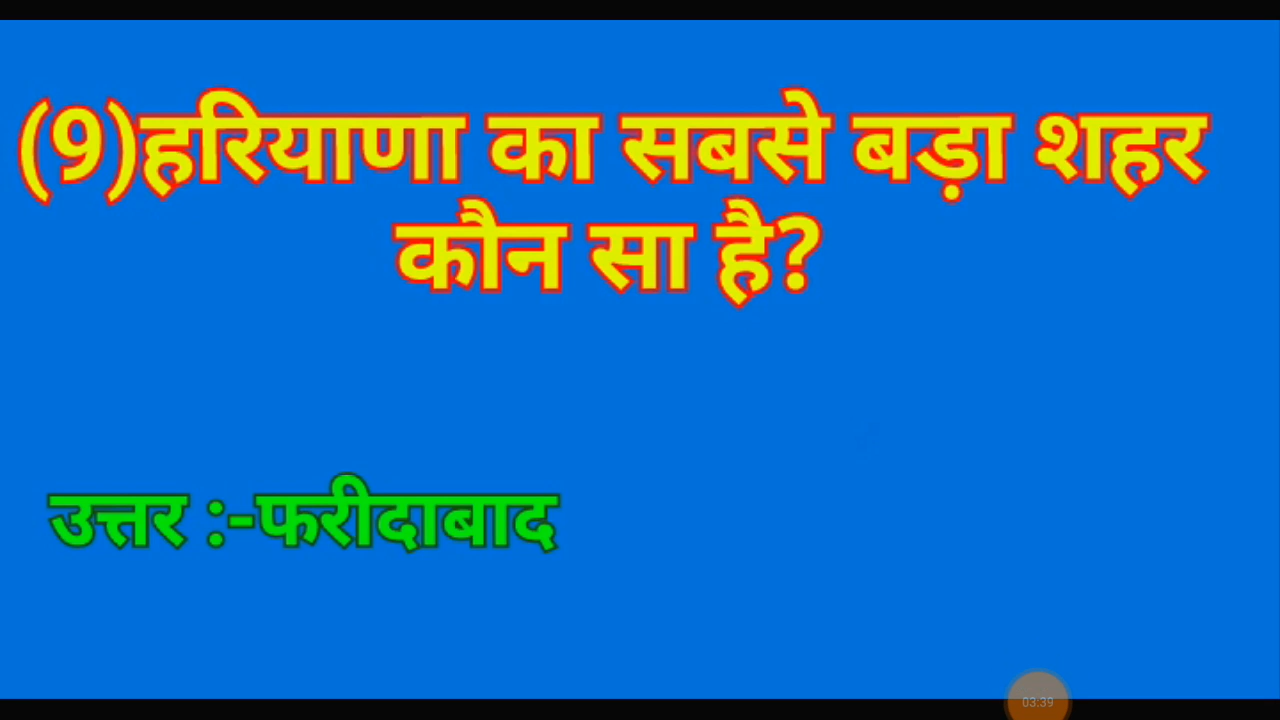 (9)हरियाणा का सबसे बड़ा शहर
कौन सा है?
उत्तर :-फरीदाबाद
03:39